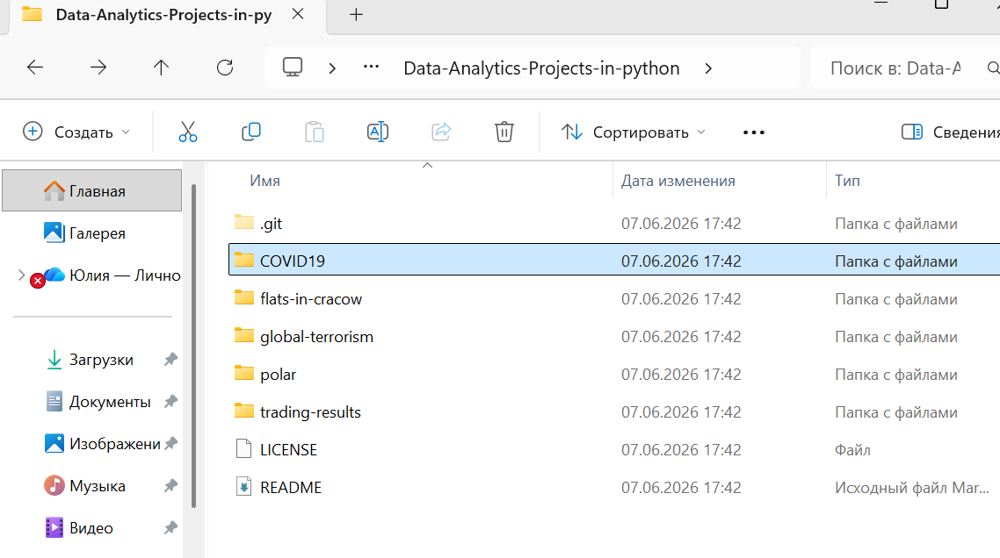 Data-Analytics-Projects-in-py
Data-Analytics-Projects-in-python
Поиск в: Data-A
Создать
Сортировать
Сведения
Имя Дата изменения Тип
Главная
Галерея
Юлия — Лично
Загрузки
Документы
Изображени
Музыка
Видео
.git 07.06.2026 17:42 Папка с файлами
COVID19 07.06.2026 17:42 Папка с файлами
flats-in-cracow 07.06.2026 17:42 Папка с файлами
global-terrorism 07.06.2026 17:42 Папка с файлами
polar 07.06.2026 17:42 Папка с файлами
trading-results 07.06.2026 17:42 Папка с файлами
LICENSE 07.06.2026 17:42 Файл
README 07.06.2026 17:42 Исходный файл Mar...